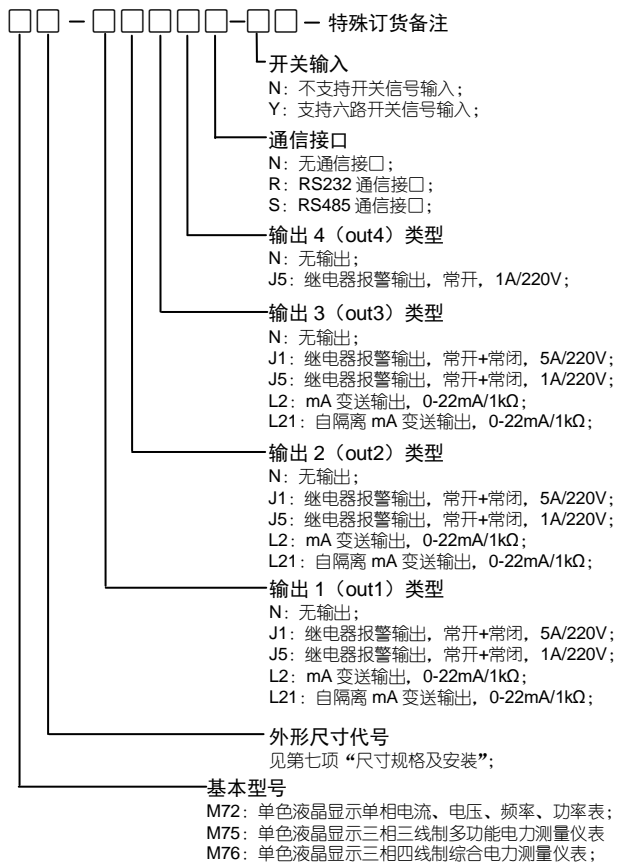 □□－□□□□□-□□－特殊订货备注
开关输入
N：不支持开关信号输入；
Y：支持六路开关信号输入；
通信接口
N：无通信接口；
R：RS232 通信接口；
S：RS485 通信接口；
输出 4（out4）类型
N：无输出；
J5：继电器报警输出，常开，1A/220V；
输出 3（out3）类型
N：无输出；
J1：继电器报警输出，常开+常闭，5A/220V；
J5：继电器报警输出，常开+常闭，1A/220V；
L2：mA 变送输出，0-22mA/1kΩ；
L21：自隔离 mA 变送输出，0-22mA/1kΩ；
输出 2（out2）类型
N：无输出；
J1：继电器报警输出，常开+常闭，5A/220V；
J5：继电器报警输出，常开+常闭，1A/220V；
L2：mA 变送输出，0-22mA/1kΩ；
L21：自隔离 mA 变送输出，0-22mA/1kΩ；
输出 1（out1）类型
N：无输出；
J1：继电器报警输出，常开+常闭，5A/220V；
J5：继电器报警输出，常开+常闭，1A/220V；
L2：mA 变送输出，0-22mA/1kΩ；
L21：自隔离 mA 变送输出，0-22mA/1kΩ；
外形尺寸代号
见第七项“尺寸规格及安装”；
基本型号
M72：单色液晶显示单相电流、电压、频率、功率表；
M75：单色液晶显示三相三线制多功能电力测量仪表
M76：单色液晶显示三相四线制综合电力测量仪表；